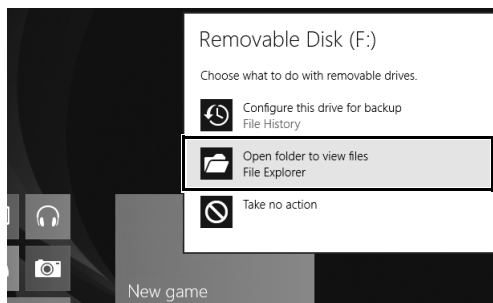 Removable Disk (F:)
Choose what to do with removable drives.
Configure this drive for backup
File History
Open folder to view files
File Explorer
Take no action
New game